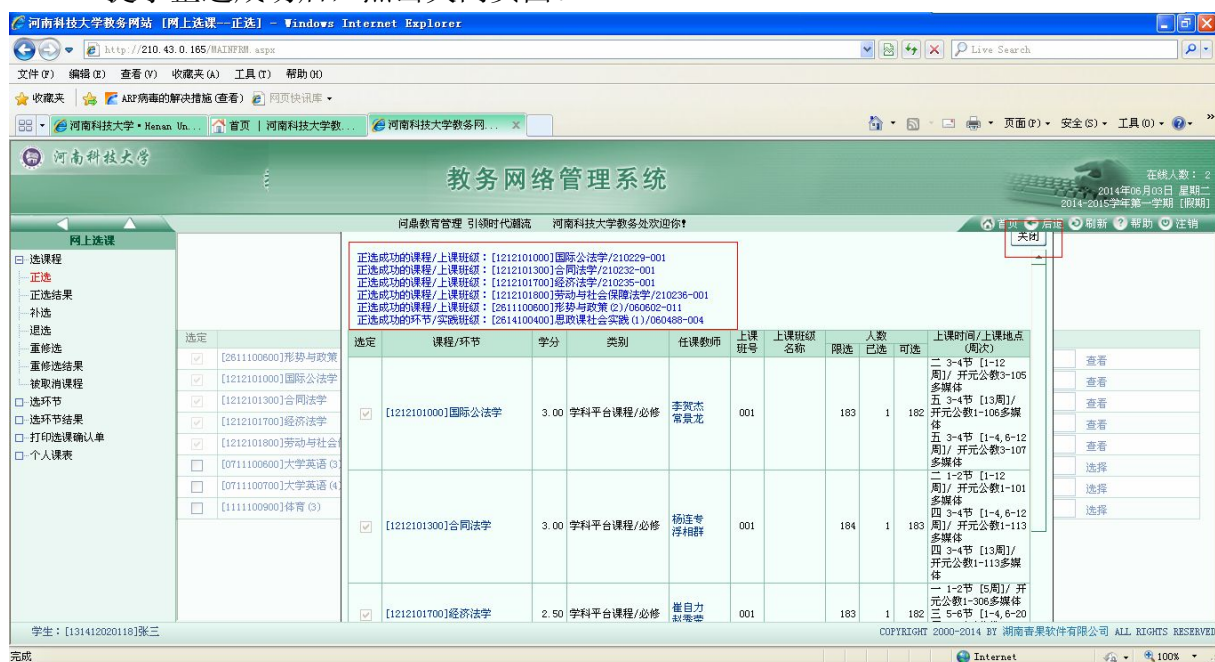 河南科技大学教务网站 [网上选课--正选] - Windows Internet Explorer
http://210.43.0.165/MAINFRM.aspx
Live Search
文件(F) 编辑(E) 查看(V) 收藏夹(A) 工具(T) 帮助(H)
收藏夹 ARP病毒的解决措施(查看) 网页快讯库
河南科技大学·Henan Un... 首页 | 河南科技大学教... 河南科技大学教务网... 页面(P) 安全(S) 工具(O)
河南科技大学
教务网络管理系统
在线人数: 2
2014年06月03日 星期二
2014-2015学年第一学期 [假期]
问鼎教育管理 引领时代潮流 河南科技大学教务处欢迎你!
首页 后退 刷新 帮助 注销
网上选课
关闭
选课程
正选
正选结果
补选
退选
重修选
重修选结果
被取消课程
选环节
选环节结果
打印选课确认单
个人课表
正选成功的课程/上课班级:[1212101000]国际公法学/210229-001
正选成功的课程/上课班级:[1212101300]合同法学/210232-001
正选成功的课程/上课班级:[1212101700]经济法学/210235-001
正选成功的课程/上课班级:[1212101800]劳动与社会保障法学/210236-001
正选成功的课程/上课班级:[2611100600]形势与政策(2)/060602-011
正选成功的环节/实践班级:[2614100400]思政课社会实践(1)/060488-004
选定
[2611100600]形势与政策 查看
[1212101000]国际公法学 查看
[1212101300]合同法学 查看
[1212101700]经济法学 查看
[1212101800]劳动与社会 查看
[0711100600]大学英语(3) 选择
[0711100700]大学英语(4) 选择
[1111100900]体育(3) 选择
选定 课程/环节 学分 类别 任课教师 上课班号 上课班级名称 人数 限选 已选 可选 上课时间/上课地点(周次)
[1212101000]国际公法学 3.00 学科平台课程/必修 李贺杰 常景龙 001 183 1 182
二 3-4节 [1-12
周]/ 开元公教3-105
多媒体
五 3-4节 [13周]/
开元公教1-106多媒
体
五 3-4节 [1-4,6-12
周]/ 开元公教3-107
多媒体
[1212101300]合同法学 3.00 学科平台课程/必修 杨连专 浮相群 001 184 1 183
二 1-2节 [1-12
周]/ 开元公教1-101
多媒体
四 3-4节 [1-4,6-12
周]/ 开元公教1-113
多媒体
四 3-4节 [13周]/
开元公教1-113多媒
体
[1212101700]经济法学 2.50 学科平台课程/必修 崔自力 001 183 1 182
一 1-2节 [5周]/ 开
元公教1-306多媒体
三 5-6节 [1-4,6-20
学生:[131412020118]张三
COPYRIGHT 2000-2014 BY 湖南青果软件有限公司 ALL RIGHTS RESERVED
完成 Internet 100%